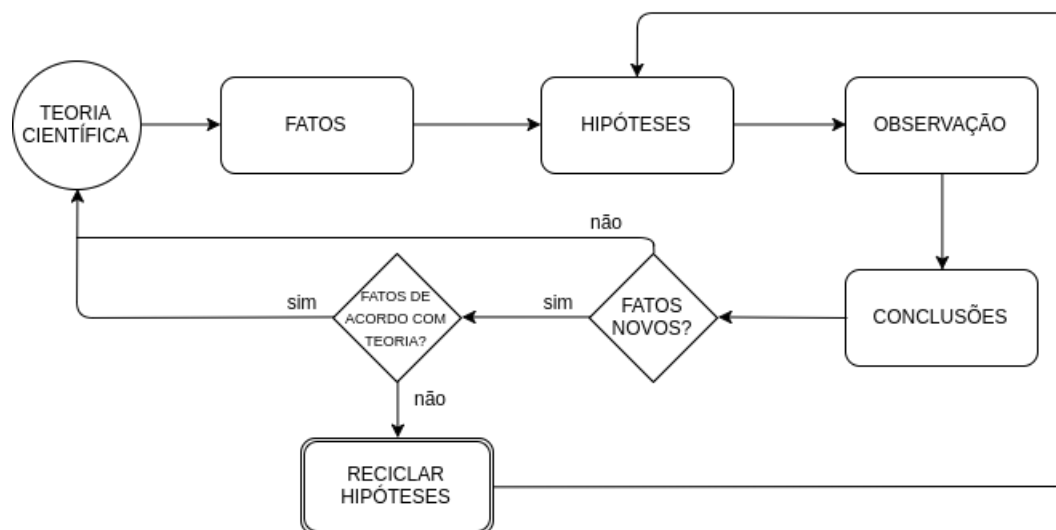 TEORIA
CIENTÍFICA
FATOS
HIPÓTESES
OBSERVAÇÃO
não
sim
FATOS DE
ACORDO COM
TEORIA?
sim
FATOS
NOVOS?
CONCLUSÕES
não
RECICLAR
HIPÓTESES